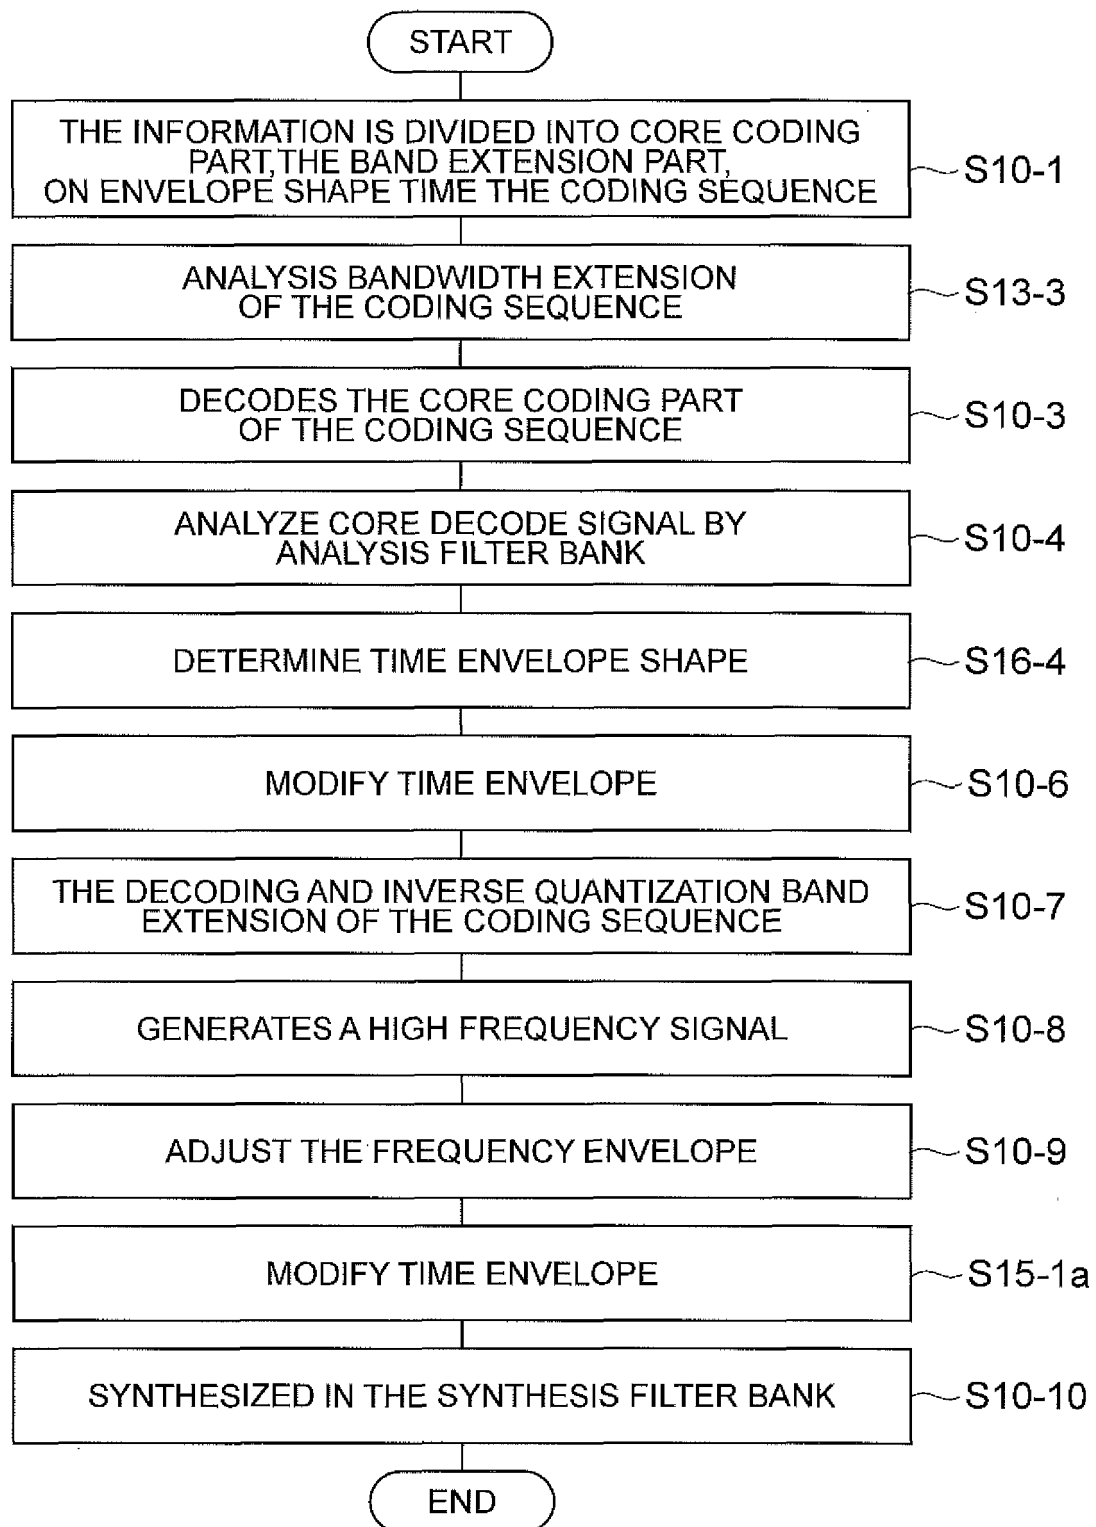 START
THE INFORMATION IS DIVIDED INTO CORE CODING
PART,THE BAND EXTENSION PART,
ON ENVELOPE SHAPE TIME THE CODING SEQUENCE
S10-1
ANALYSIS BANDWIDTH EXTENSION
OF THE CODING SEQUENCE
S13-3
DECODES THE CORE CODING PART
OF THE CODING SEQUENCE
S10-3
ANALYZE CORE DECODE SIGNAL BY
ANALYSIS FILTER BANK
S10-4
DETERMINE TIME ENVELOPE SHAPE
S16-4
MODIFY TIME ENVELOPE
S10-6
THE DECODING AND INVERSE QUANTIZATION BAND
EXTENSION OF THE CODING SEQUENCE
S10-7
GENERATES A HIGH FREQUENCY SIGNAL
S10-8
ADJUST THE FREQUENCY ENVELOPE
S10-9
MODIFY TIME ENVELOPE
S15-1a
SYNTHESIZED IN THE SYNTHESIS FILTER BANK
S10-10
END